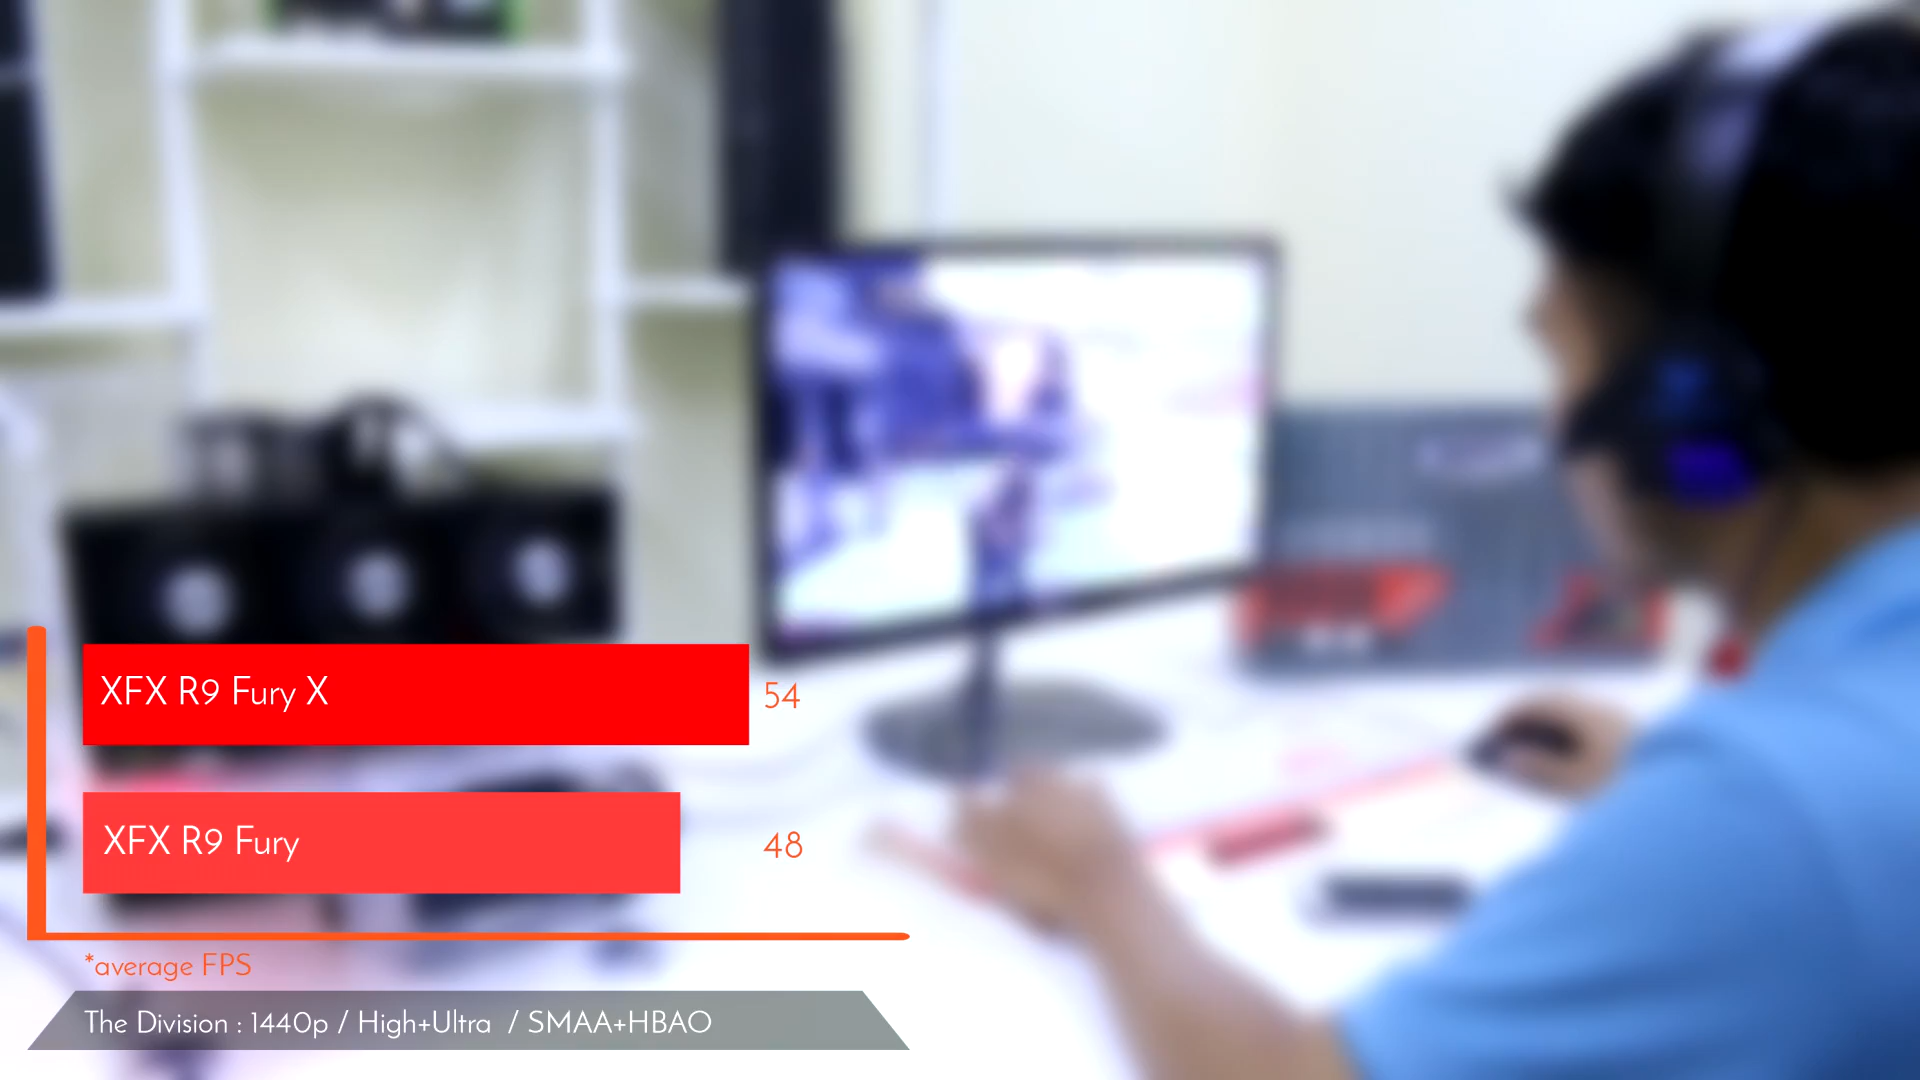 XFX R9 Fury X
54
XFX R9 Fury
48
*average FPS
The Division : 1440p / High+Ultra / SMAA+HBAO